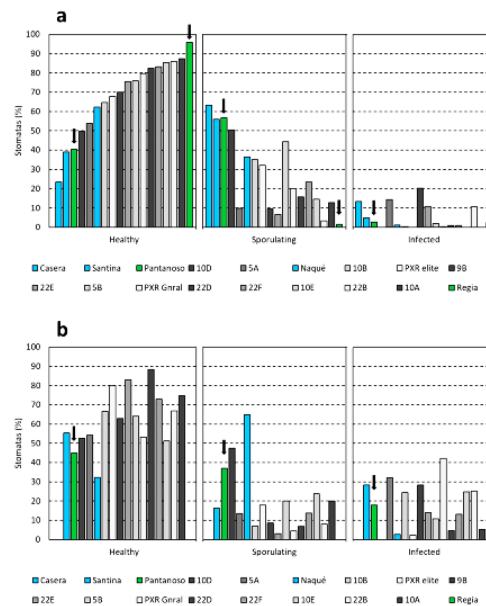 a
100
90
80
70
60
50
40
30
20
10
0
Stomatas (%)
Healthy Sporulating Infected
Casera Santina Pantanoso 10D 5A Naqué 10B PXR elite 9B
22E 5B PXR Gnral 22D 22F 10E 22B 10A Regia
b
100
90
80
70
60
50
40
30
20
10
0
Stomatas (%)
Healthy Sporulating Infected
Casera Santina Pantanoso 10D 5A Naqué 10B PXR elite 9B
22E 5B PXR Gnral 22D 22F 10E 22B 10A Regia